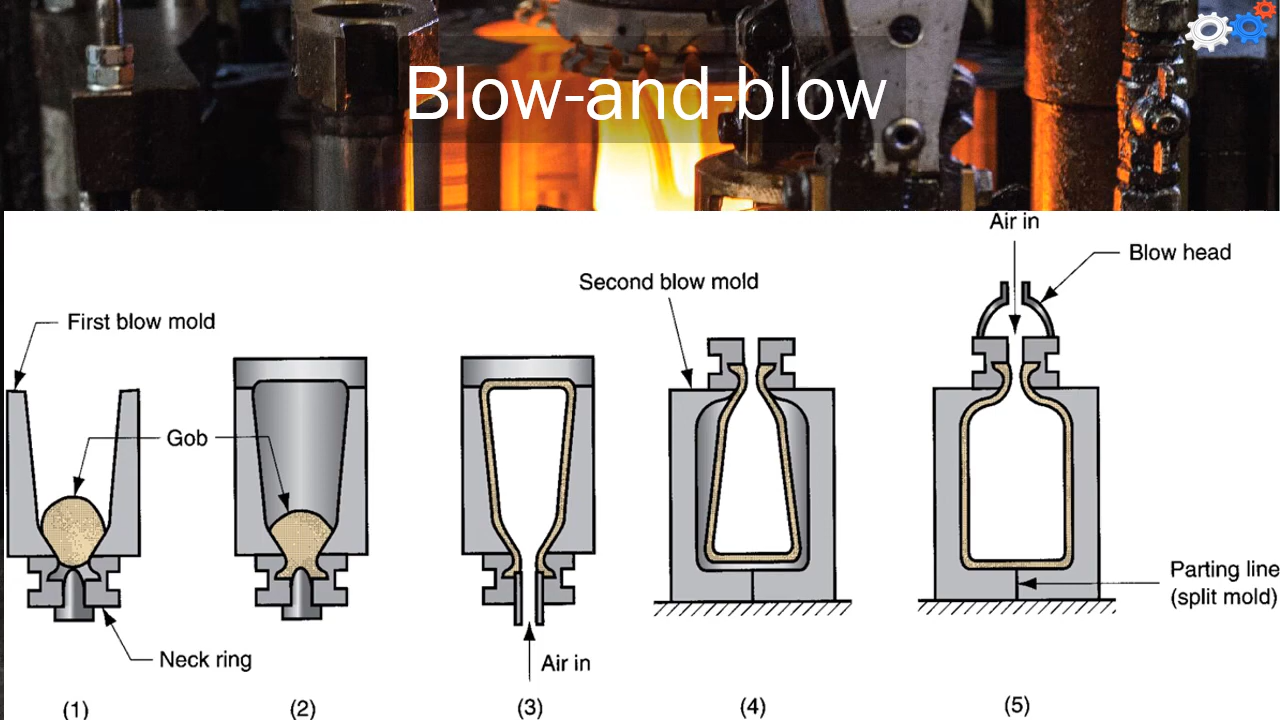 Blow-and-blow
Air in
Blow head
Second blow mold
First blow mold
Gob
Parting line
(split mold)
Neck ring
Air in
(1)
(2)
(3)
(4)
(5)